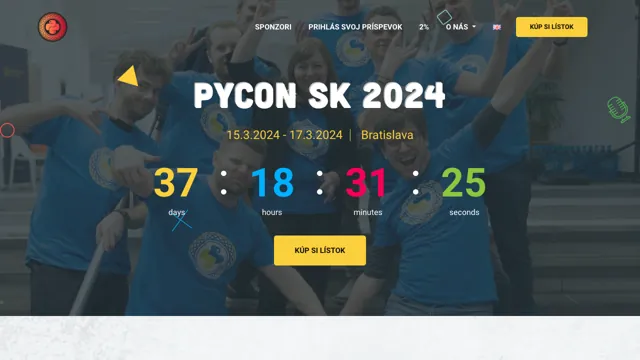 SPONZORI PRIHLÁS SVOJ PRÍSPEVOK 2% O NÁS KÚP SI LÍSTOK
PYCON SK 2024
15.3.2024 - 17.3.2024 | Bratislava
37 : 18 : 31 : 25
days hours minutes seconds
KÚP SI LÍSTOK